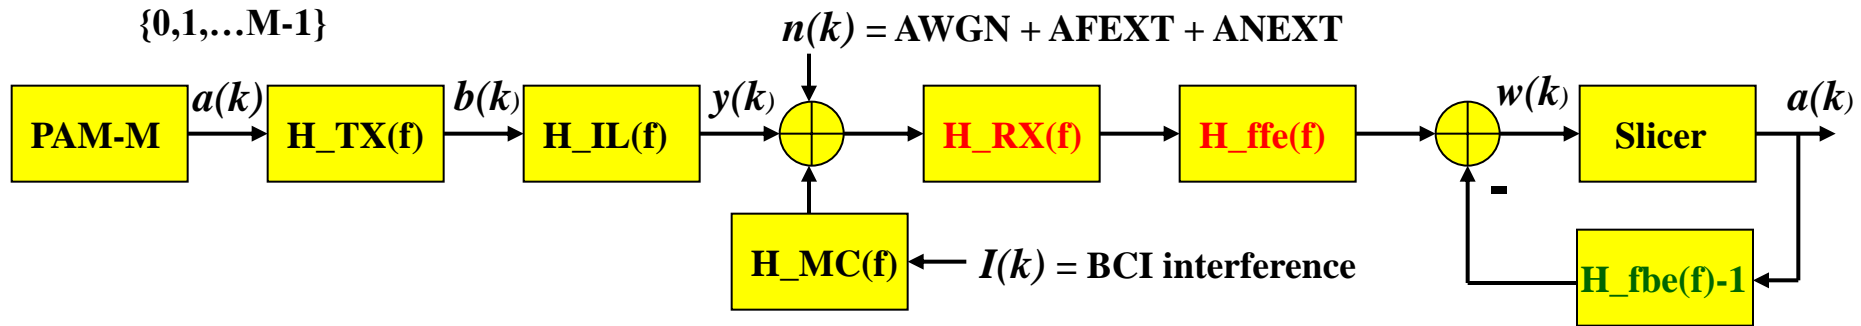 {0,1,…M-1}
n(k) = AWGN + AFEXT + ANEXT
PAM-M
a(k)
H_TX(f)
b(k)
H_IL(f)
y(k)
H_RX(f)
H_ffe(f)
w(k)
Slicer
a(k)
-
H_MC(f)
I(k) = BCI interference
H_fbe(f)-1